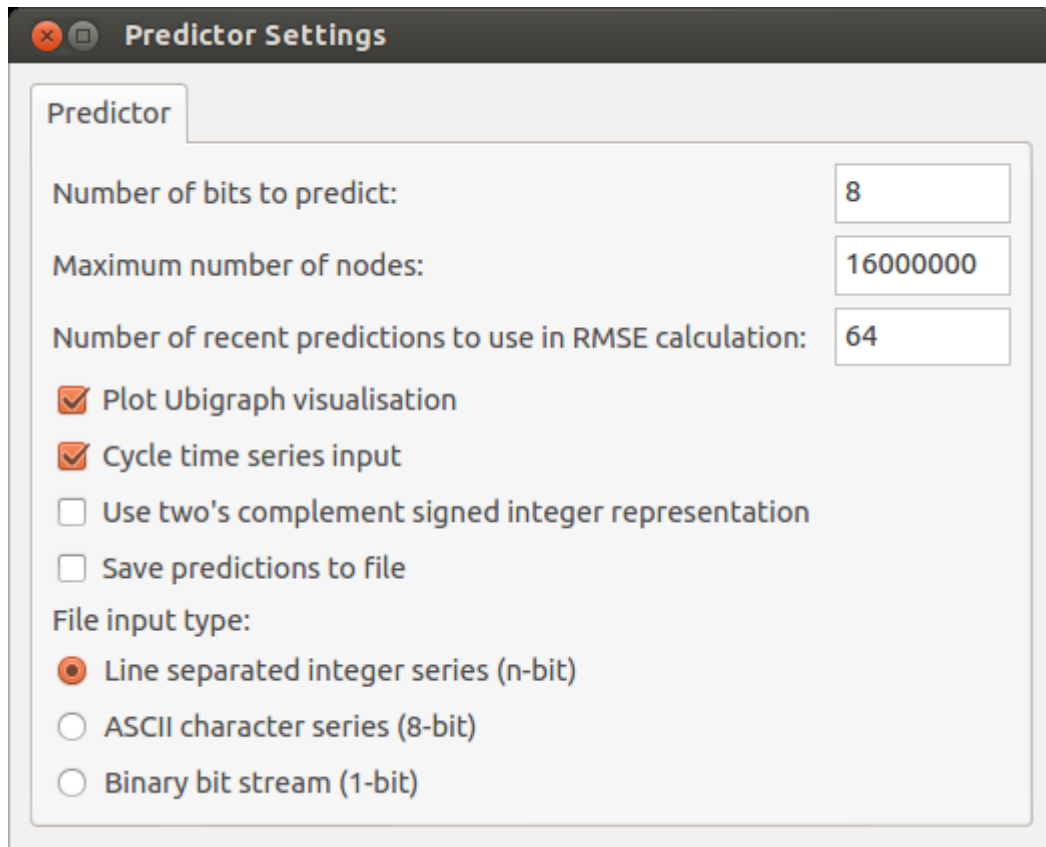 Predictor Settings
Predictor
Number of bits to predict: 8
Maximum number of nodes: 16000000
Number of recent predictions to use in RMSE calculation: 64
Plot Ubigraph visualisation
Cycle time series input
Use two's complement signed integer representation
Save predictions to file
File input type:
Line separated integer series (n-bit)
ASCII character series (8-bit)
Binary bit stream (1-bit)